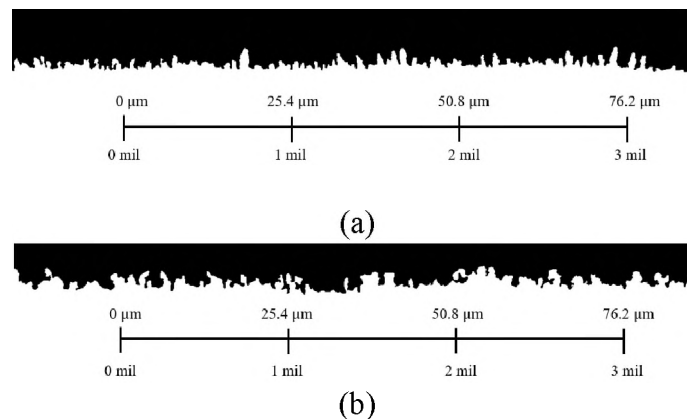 0 μm 25.4 μm 50.8 μm 76.2 μm
0 mil 1 mil 2 mil 3 mil
(a)
0 μm 25.4 μm 50.8 μm 76.2 μm
0 mil 1 mil 2 mil 3 mil
(b)